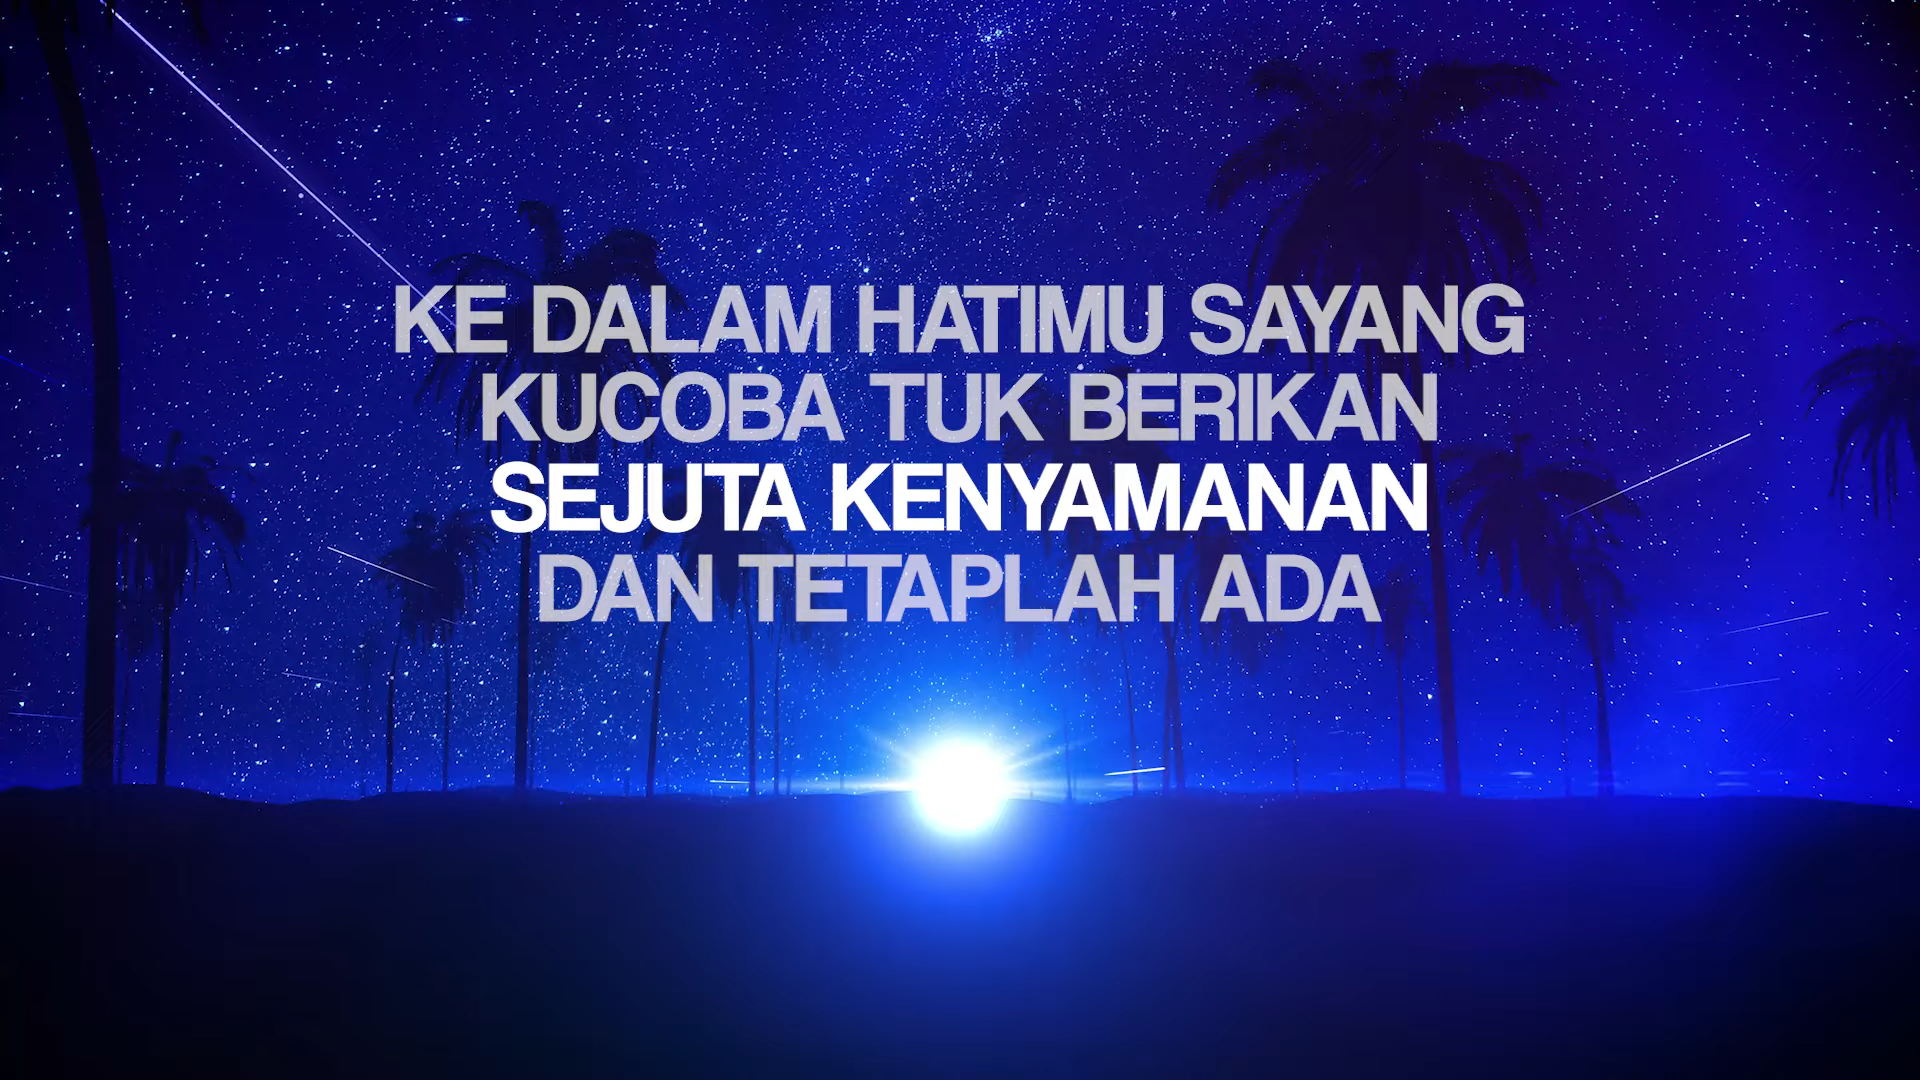 KE DALAM HATIMU SAYANG
KUCOBA TUK BERIKAN
SEJUTA KENYAMANAN
DAN TETAPLAH ADA